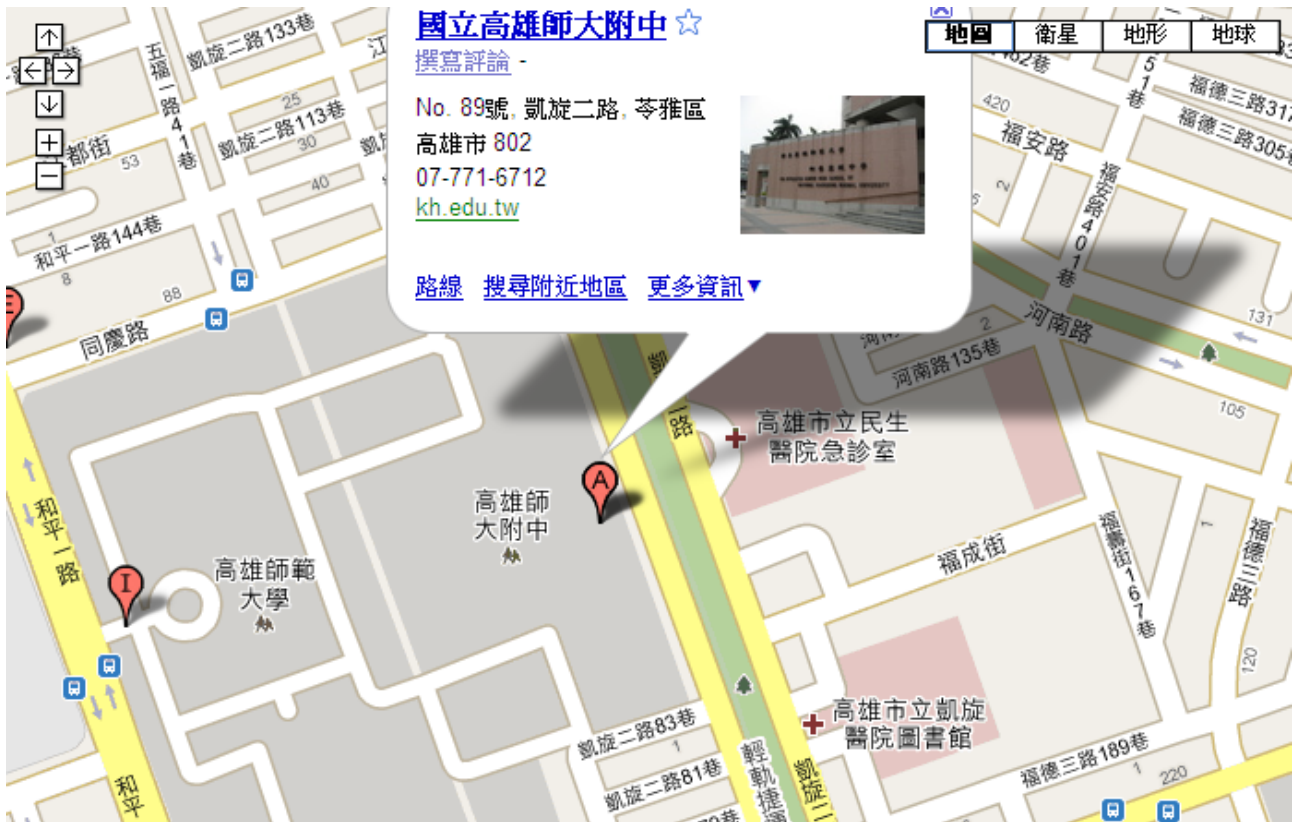 國立高雄師大附中
撰寫評論 -
No. 89號, 凱旋二路, 苓雅區
高雄市 802
07-771-6712
kh.edu.tw
路線 搜尋附近地區 更多資訊▼
地圖 衛星 地形 地球
凱旋二路133巷
五福一路41巷
25
凱旋二路113巷
30
53
都街
40
1
和平一路144巷
8
88
同慶路
420
福安路
2
福德三路317
福德三路305巷
福安路401巷
131
河南路
2
河南路135巷
105
路
高雄市立民生
醫院急診室
A
高雄師
大附中
和平一路
I
高雄師範
大學
福成街
福壽街167巷
1
福德三路
120
高雄市立凱旋
醫院圖書館
凱旋二路83巷
1
凱旋二路81巷
輕軌捷運
凱旋二
福德三路189巷
1
220
和平